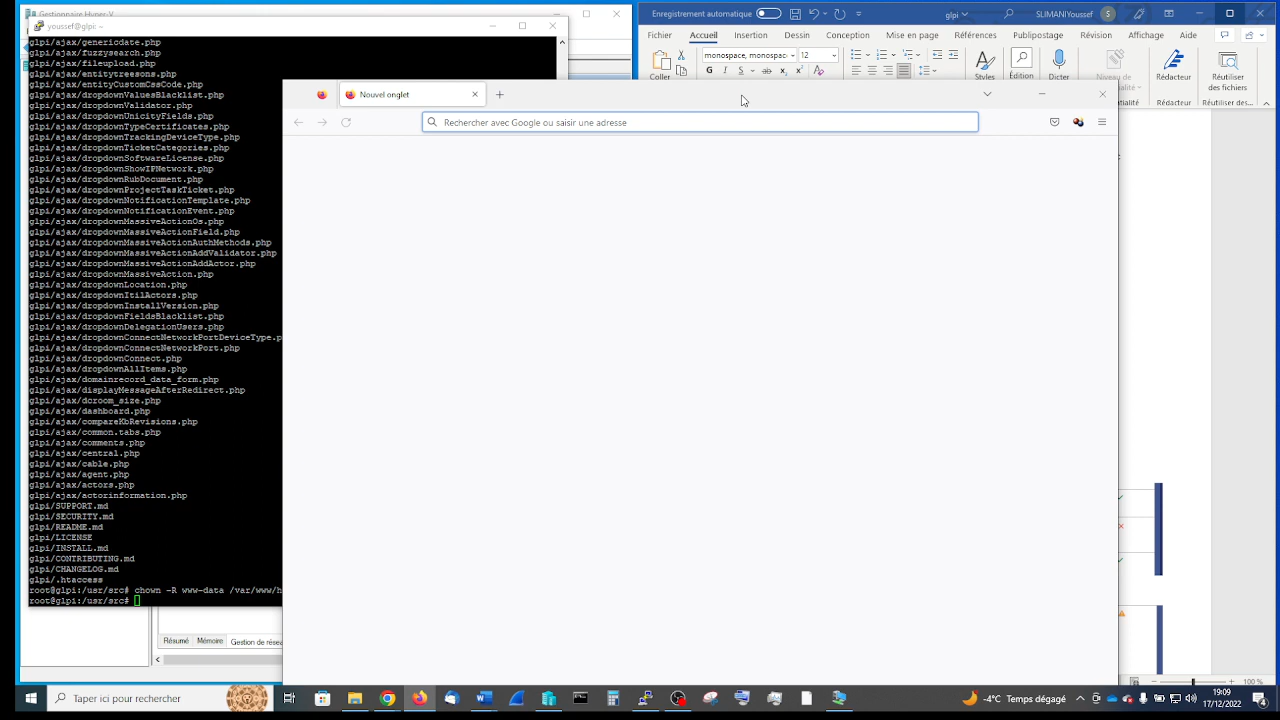 Gestionnaire Hyper-V
youssef@glpi: ~
glpi/ajax/genericdate.php
glpi/ajax/fuzzysearch.php
glpi/ajax/fileupload.php
glpi/ajax/entitytreesons.php
glpi/ajax/entityCustomCssCode.php
glpi/ajax/dropdownValuesBlacklist.php
glpi/ajax/dropdownValidator.php
glpi/ajax/dropdownUnicityFields.php
glpi/ajax/dropdownTypeCertificates.php
glpi/ajax/dropdownTrackingDeviceType.php
glpi/ajax/dropdownTicketCategories.php
glpi/ajax/dropdownSoftwareLicense.php
glpi/ajax/dropdownShowIPNetwork.php
glpi/ajax/dropdownRubDocument.php
glpi/ajax/dropdownProjectTaskTicket.php
glpi/ajax/dropdownNotificationTemplate.php
glpi/ajax/dropdownNotificationEvent.php
glpi/ajax/dropdownMassiveActionOs.php
glpi/ajax/dropdownMassiveActionField.php
glpi/ajax/dropdownMassiveActionAuthMethods.php
glpi/ajax/dropdownMassiveActionAddValidator.php
glpi/ajax/dropdownMassiveActionAddActor.php
glpi/ajax/dropdownMassiveAction.php
glpi/ajax/dropdownLocation.php
glpi/ajax/dropdownItilActors.php
glpi/ajax/dropdownInstallVersion.php
glpi/ajax/dropdownFieldsBlacklist.php
glpi/ajax/dropdownDelegationUsers.php
glpi/ajax/dropdownConnectNetworkPortDeviceType.p
glpi/ajax/dropdownConnectNetworkPort.php
glpi/ajax/dropdownConnect.php
glpi/ajax/dropdownAllItems.php
glpi/ajax/domainrecord_data_form.php
glpi/ajax/displayMessageAfterRedirect.php
glpi/ajax/dcroom_size.php
glpi/ajax/dashboard.php
glpi/ajax/compareKbRevisions.php
glpi/ajax/common.tabs.php
glpi/ajax/comments.php
glpi/ajax/central.php
glpi/ajax/cable.php
glpi/ajax/agent.php
glpi/ajax/actors.php
glpi/ajax/actorinformation.php
glpi/SUPPORT.md
glpi/SECURITY.md
glpi/README.md
glpi/LICENSE
glpi/INSTALL.md
glpi/CONTRIBUTING.md
glpi/CHANGELOG.md
glpi/.htaccess
root@glpi:/usr/src# chown -R www-data /var/www/h
root@glpi:/usr/src#
Résumé Mémoire Gestion de résea
Nouvel onglet
Rechercher avec Google ou saisir une adresse
Enregistrement automatique glpi SLIMANIYoussef S
Fichier Accueil Insertion Dessin Conception Mise en page Références Publipostage Révision Affichage Aide
Coller monospace, monospac 12
G I S
Styles Édition Dicter Rédacteur Réutiliser des fichiers
Rédacteur Réutiliser des...
100 %
Taper ici pour rechercher
-4°C Temps dégagé
19:09
17/12/2022
4